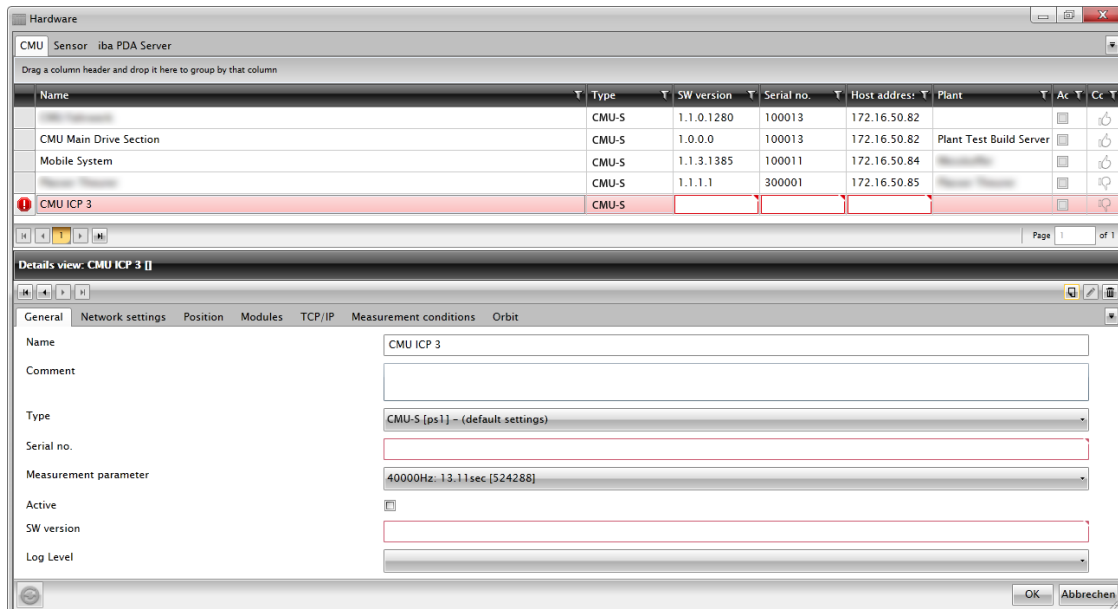 Hardware
CMU Sensor iba PDA Server
Drag a column header and drop it here to group by that column
Name Type SW version Serial no. Host address: Plant Ac Cc
CMU-S 1.1.0.1280 100013 172.16.50.82
CMU Main Drive Section CMU-S 1.0.0.0 100013 172.16.50.82 Plant Test Build Server
Mobile System CMU-S 1.1.3.1385 100011 172.16.50.84
CMU-S 1.1.1.1 300001 172.16.50.85
CMU ICP 3 CMU-S
1 Page 1 of 1
Details view: CMU ICP 3 []
General Network settings Position Modules TCP/IP Measurement conditions Orbit
Name CMU ICP 3
Comment
Type CMU-S [ps1] - (default settings)
Serial no.
Measurement parameter 40000Hz: 13.11sec [524288]
Active
SW version
Log Level
OK Abbrechen